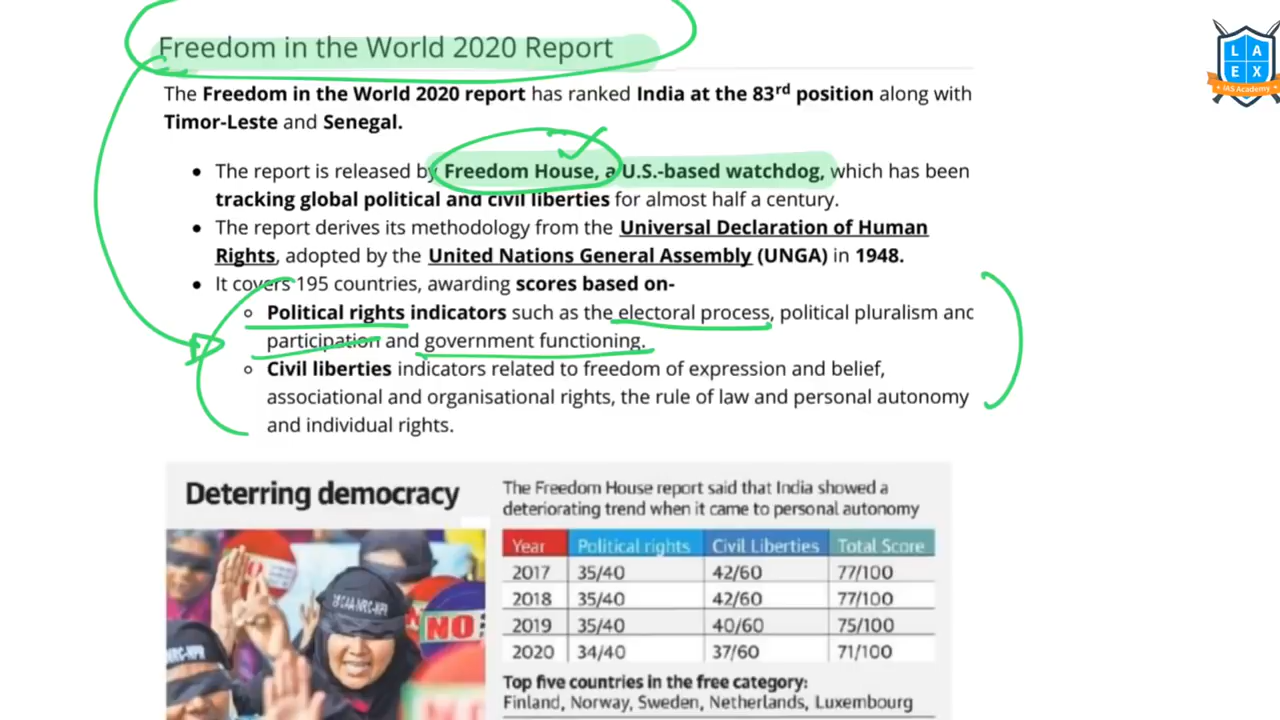 Freedom in the World 2020 Report
The Freedom in the World 2020 report has ranked India at the 83rd position along with
Timor-Leste and Senegal.
• The report is released by Freedom House, a U.S.-based watchdog, which has been
tracking global political and civil liberties for almost half a century.
• The report derives its methodology from the Universal Declaration of Human
Rights, adopted by the United Nations General Assembly (UNGA) in 1948.
• It covers 195 countries, awarding scores based on-
Political rights indicators such as the electoral process, political pluralism and
participation and government functioning.
Civil liberties indicators related to freedom of expression and belief,
associational and organisational rights, the rule of law and personal autonomy
and individual rights.
Deterring democracy
The Freedom House report said that India showed a
deteriorating trend when it came to personal autonomy
Year Political rights Civil Liberties Total Score
2017 35/40 42/60 77/100
2018 35/40 42/60 77/100
2019 35/40 40/60 75/100
2020 34/40 37/60 71/100
Top five countries in the free category:
Finland, Norway, Sweden, Netherlands, Luxembourg
CAA NRC-NPR
NO
NRC-NPR
L A
E X
IAS Academy